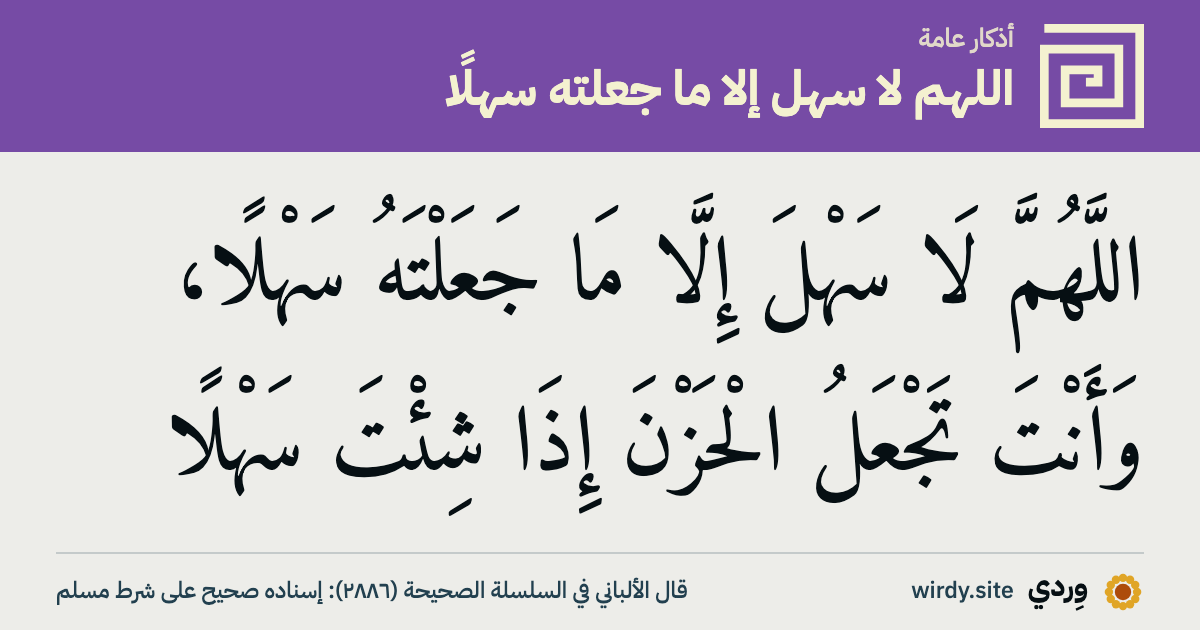 أذكار عامة
اللهم لا سهل إلا ما جعلته سهلًا
اللَّهُمَّ لَا سَهْلَ إِلَّا مَا جَعَلْتَهُ سَهْلًا،
وَأَنْتَ تَجْعَلُ الْحَزْنَ إِذَا شِئْتَ سَهْلًا
وِردي wirdy.site
قال الألباني في السلسلة الصحيحة (٢٨٨٦): إسناده صحيح على شرط مسلم